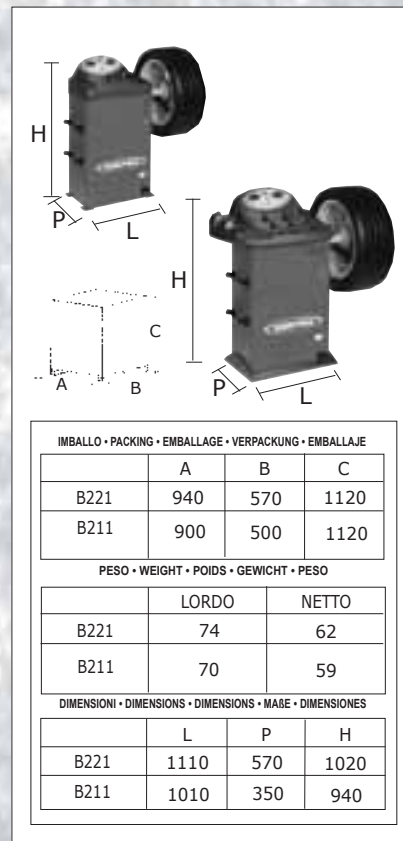 H
P
L
H
P
L
C
A
B
IMBALLO • PACKING • EMBALLAGE • VERPACKUNG • EMBALLAJE
A B C
B221 940 570 1120
B211 900 500 1120
PESO • WEIGHT • POIDS • GEWICHT • PESO
LORDO NETTO
B221 74 62
B211 70 59
DIMENSIONI • DIMENSIONS • DIMENSIONS • MAßE • DIMENSIONES
L P H
B221 1110 570 1020
B211 1010 350 940